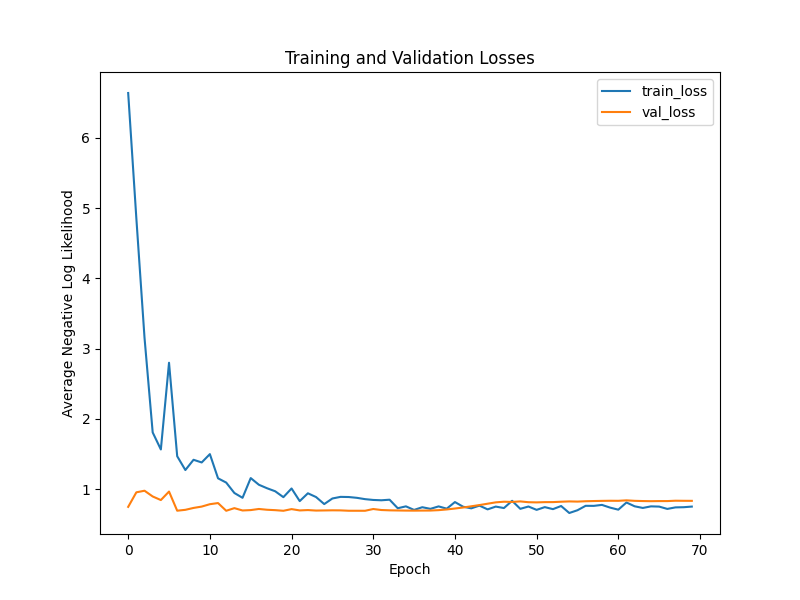 Training and Validation Losses
train_loss
val_loss
Average Negative Log Likelihood
6
5
4
3
2
1
0 10 20 30 40 50 60 70
Epoch